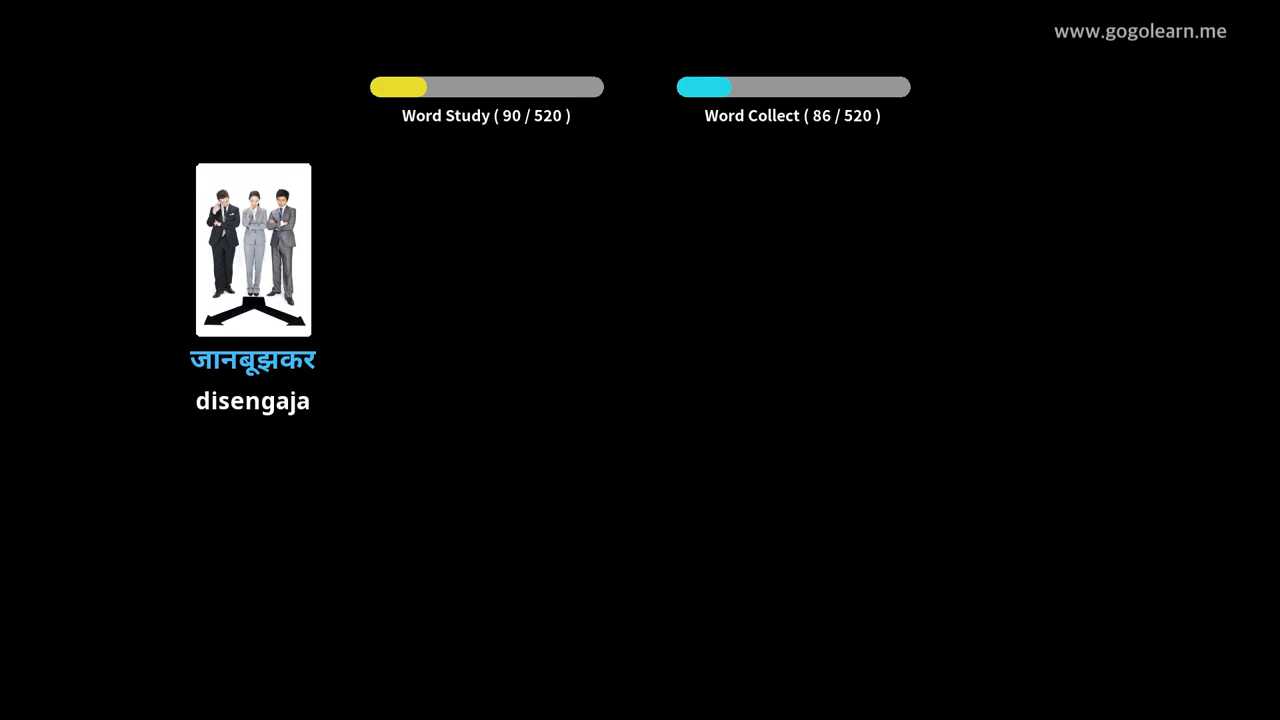 www.gogolearn.me
Word Study ( 90 / 520 )
Word Collect ( 86 / 520 )
जानबूझकर
disengaja